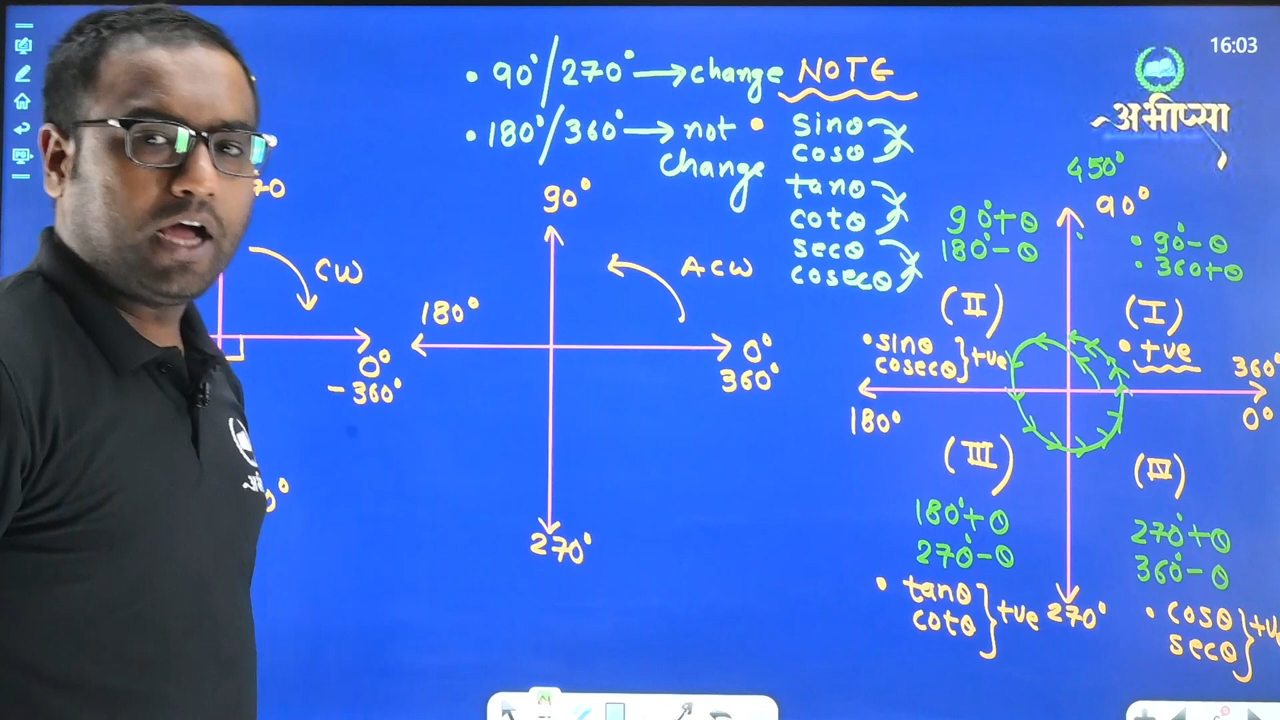 16:03
अभीप्सा
• 90°/270° → change
• 180°/360° → not change
NOTE
sinθ
cosθ
tanθ
cotθ
secθ
cosecθ
CW
0°
-360°
90°
ACW
180°
0°
360°
270°
450°
90°
90°+θ
180°-θ
• 90°-θ
• 360+θ
(II)
(I)
• sinθ
cosecθ } +ve
• +ve
360°
180°
0°
(III)
(IV)
180°+θ
270°-θ
270°+θ
360°-θ
• tanθ
cotθ } +ve
270°
• cosθ
secθ }